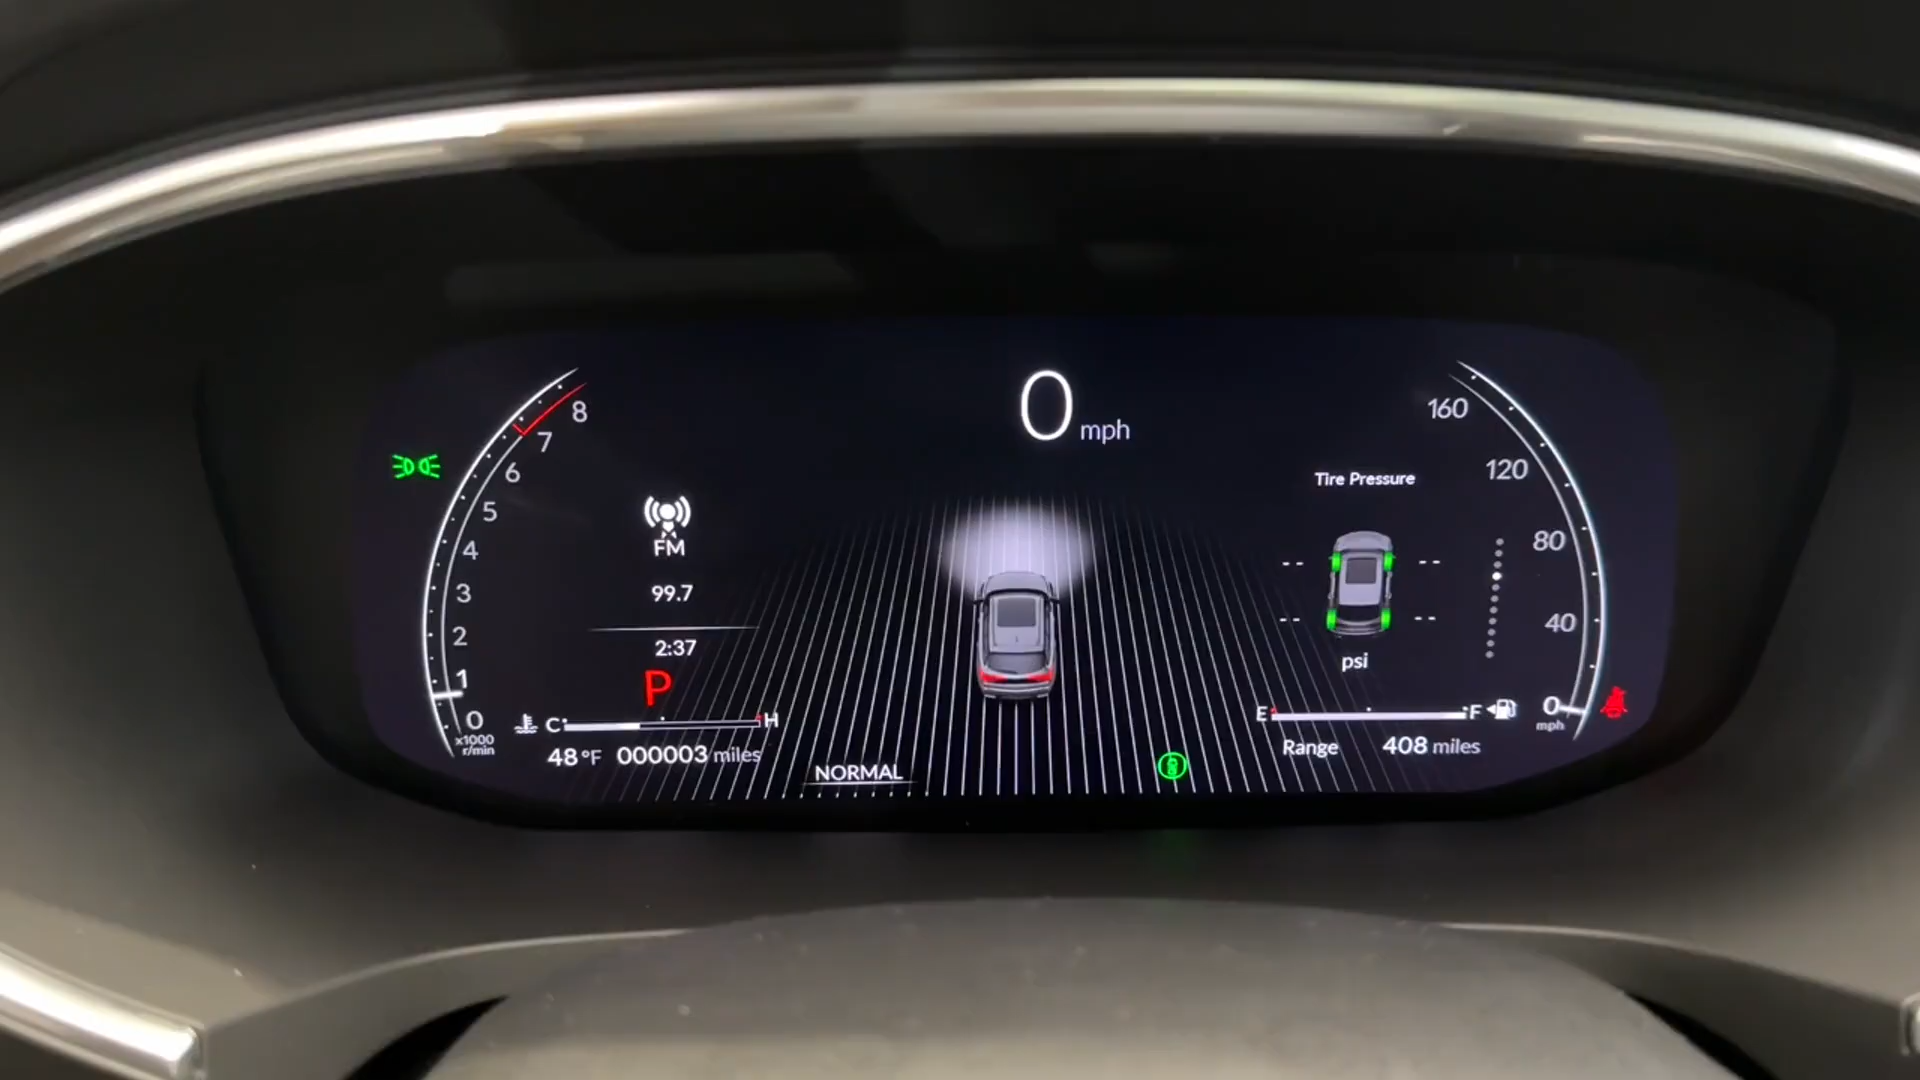 0 mph
8
7
6
5
4
3
2
1
0
x1000
r/min
FM
99.7
2:37
P
C H
48°F 000003 miles
NORMAL
Tire Pressure
-- --
-- --
psi
E F
Range 408 miles
160
120
80
40
0
mph